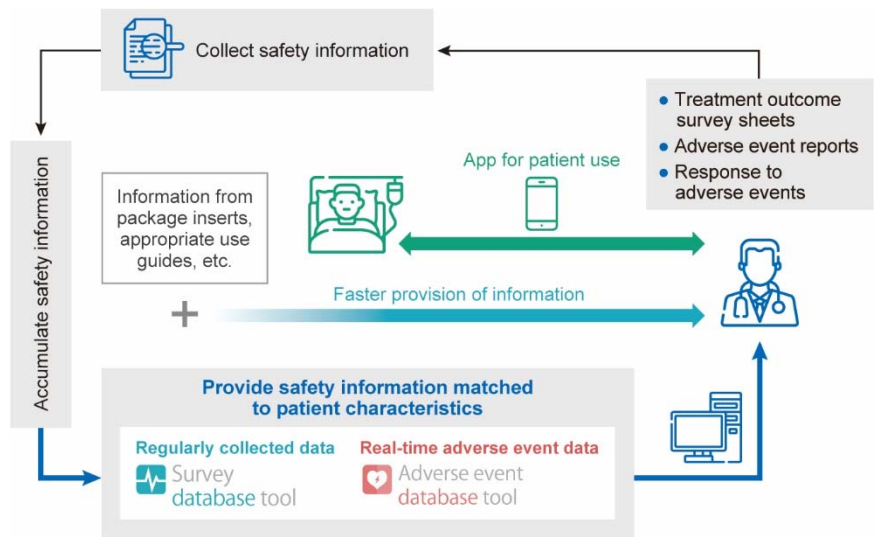 Collect safety information
● Treatment outcome
survey sheets
● Adverse event reports
● Response to
adverse events
Accumulate safety information
Information from
package inserts,
appropriate use
guides, etc.
App for patient use
+
Faster provision of information
Provide safety information matched
to patient characteristics
Regularly collected data
Survey
database tool
Real-time adverse event data
Adverse event
database tool